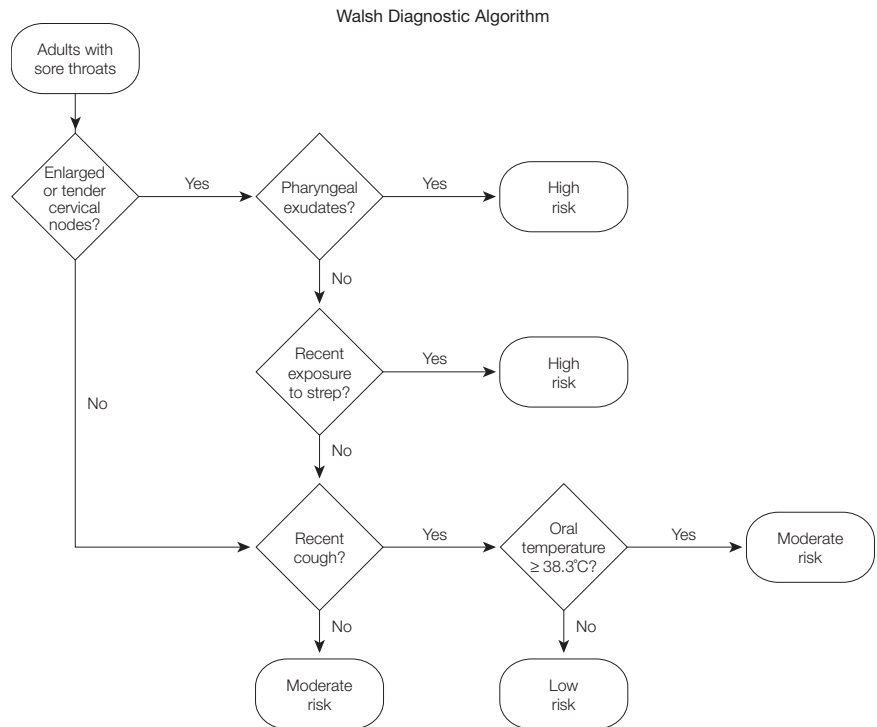 Walsh Diagnostic Algorithm
Adults with
sore throats
Enlarged
or tender
cervical
nodes?
Yes
Pharyngeal
exudates?
Yes
High
risk
No
Recent
exposure
to strep?
Yes
High
risk
No
No
Recent
cough?
Yes
Oral
temperature
≥ 38.3°C?
Yes
Moderate
risk
No
No
Moderate
risk
Low
risk